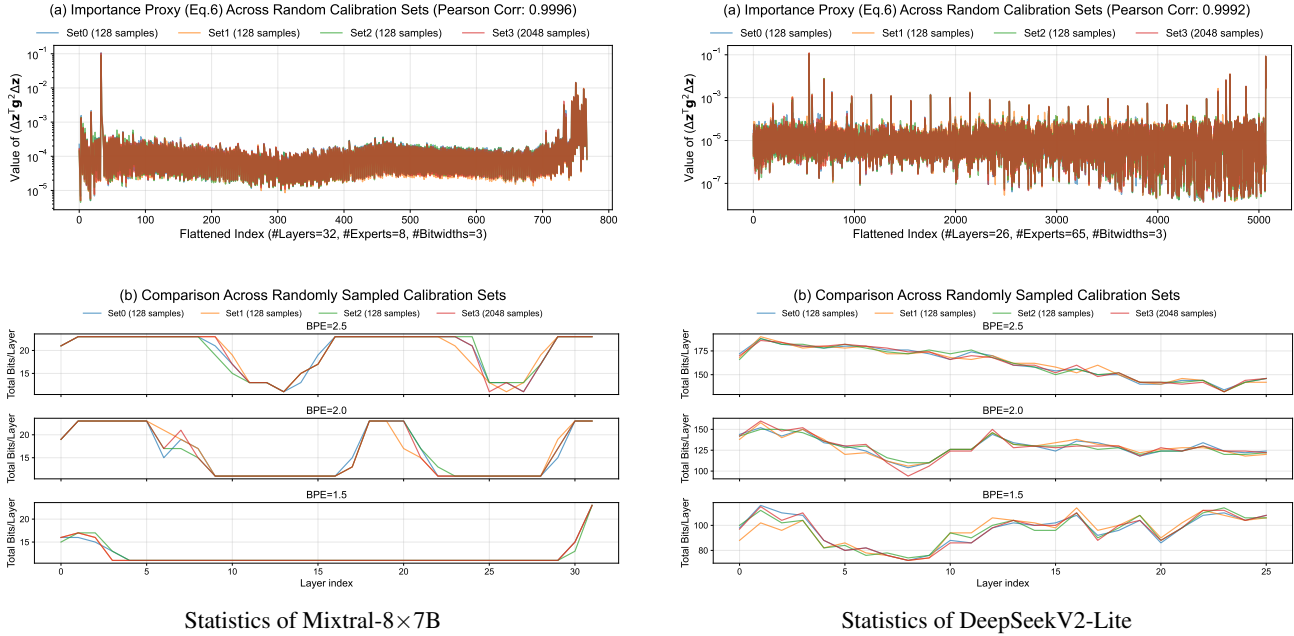 (a) Importance Proxy (Eq.6) Across Random Calibration Sets (Pearson Corr: 0.9996)
Set0 (128 samples) Set1 (128 samples) Set2 (128 samples) Set3 (2048 samples)
Value of (Δz⊤g²Δz)
10⁻¹
10⁻²
10⁻³
10⁻⁴
10⁻⁵
0 100 200 300 400 500 600 700 800
Flattened Index (#Layers=32, #Experts=8, #Bitwidths=3)
(b) Comparison Across Randomly Sampled Calibration Sets
Set0 (128 samples) Set1 (128 samples) Set2 (128 samples) Set3 (2048 samples)
BPE=2.5
Total Bits/Layer
20
15
BPE=2.0
Total Bits/Layer
20
15
BPE=1.5
Total Bits/Layer
20
15
0 5 10 15 20 25 30
Layer index
Statistics of Mixtral-8×7B
(a) Importance Proxy (Eq.6) Across Random Calibration Sets (Pearson Corr: 0.9992)
Set0 (128 samples) Set1 (128 samples) Set2 (128 samples) Set3 (2048 samples)
Value of (Δz⊤g²Δz)
10⁻¹
10⁻³
10⁻⁵
10⁻⁷
0 1000 2000 3000 4000 5000
Flattened Index (#Layers=26, #Experts=65, #Bitwidths=3)
(b) Comparison Across Randomly Sampled Calibration Sets
Set0 (128 samples) Set1 (128 samples) Set2 (128 samples) Set3 (2048 samples)
BPE=2.5
Total Bits/Layer
175
150
BPE=2.0
Total Bits/Layer
150
125
100
BPE=1.5
Total Bits/Layer
100
80
0 5 10 15 20 25
Layer index
Statistics of DeepSeekV2-Lite